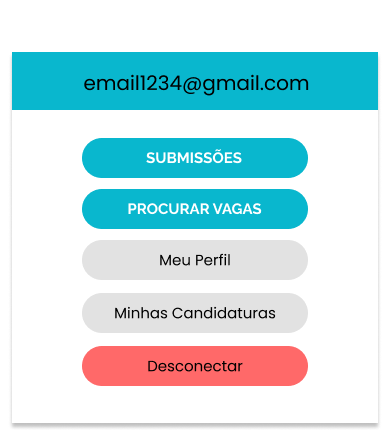 email1234@gmail.com
SUBMISSÕES
PROCURAR VAGAS
Meu Perfil
Minhas Candidaturas
Desconectar